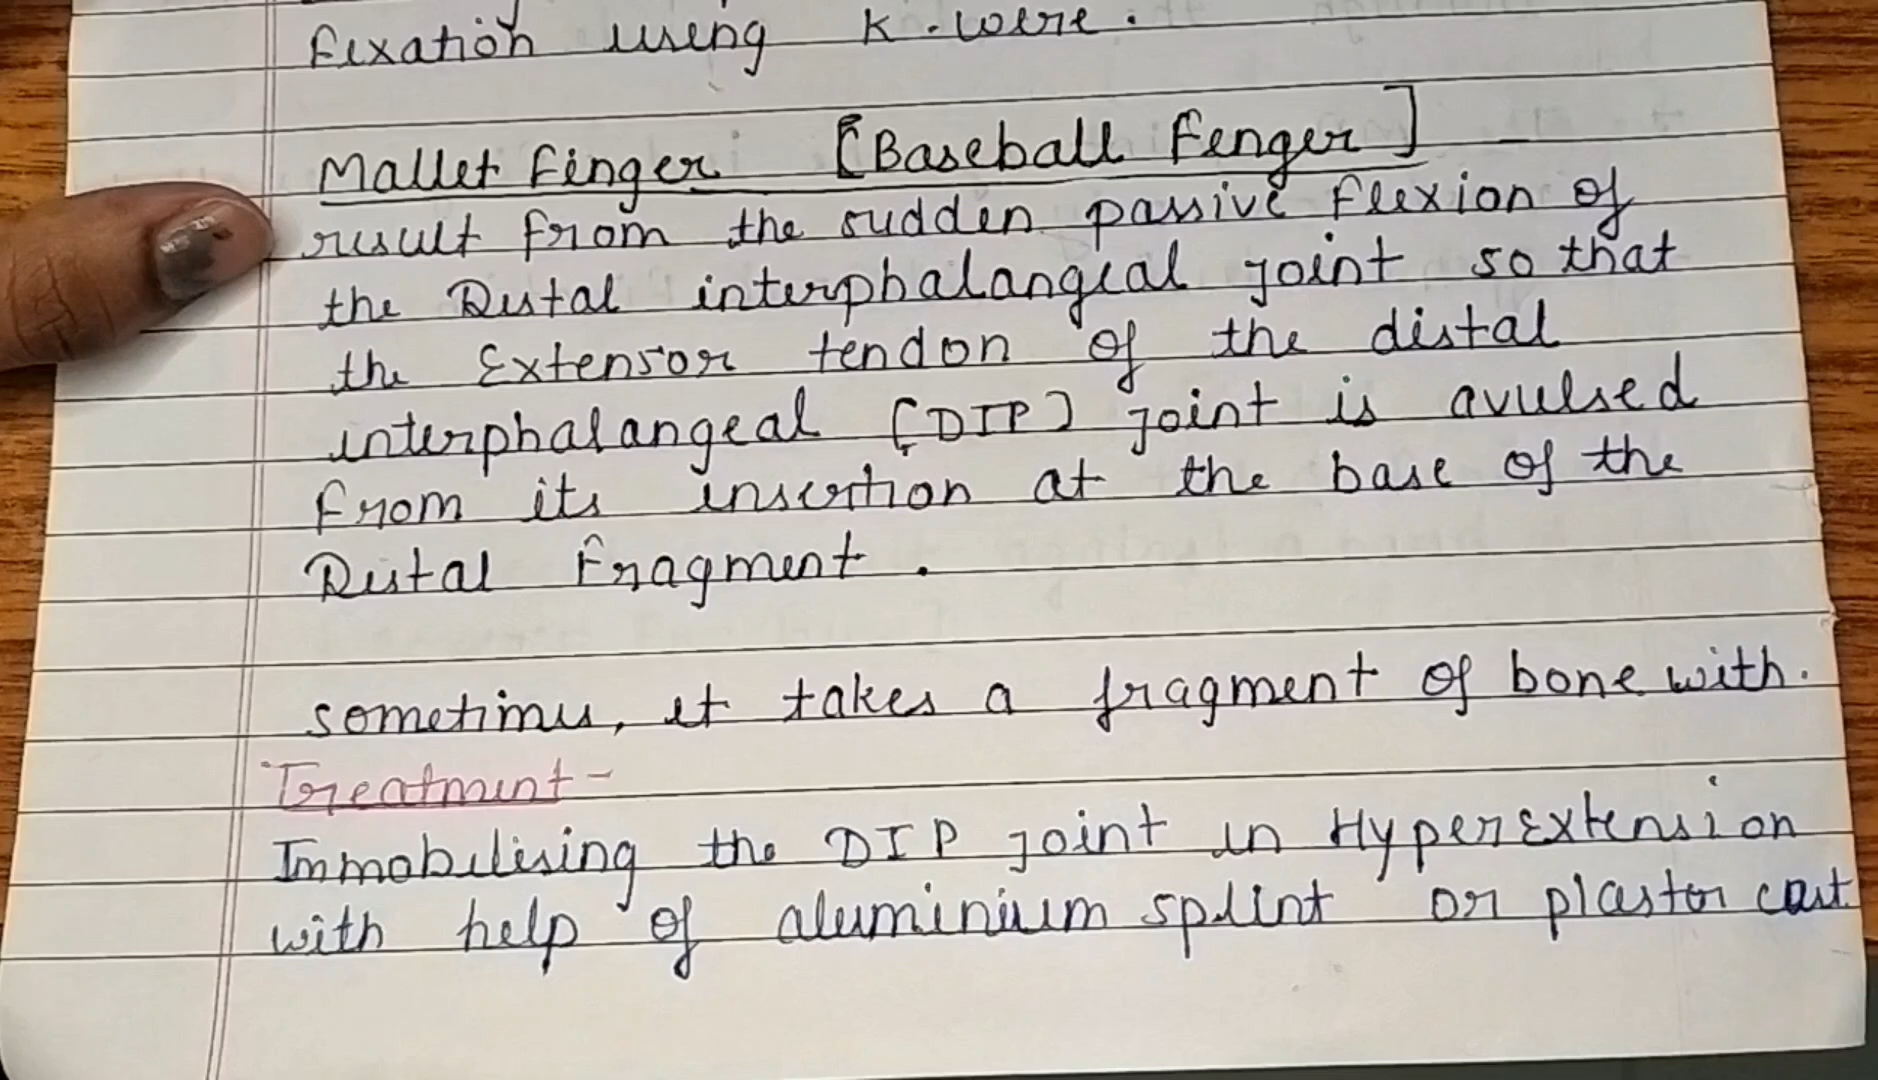 fixation using K-wire.
Mallet finger [Baseball Finger]
result from the sudden passive flexion of
the Distal interphalangeal joint so that
the Extensor tendon of the distal
interphalangeal [DIP] joint is avulsed
from its insertion at the base of the
Distal Fragment.
sometimes, it takes a fragment of bone with.
Treatment-
Immobilising the DIP joint in HyperExtension
with help of aluminium splint or plaster cast